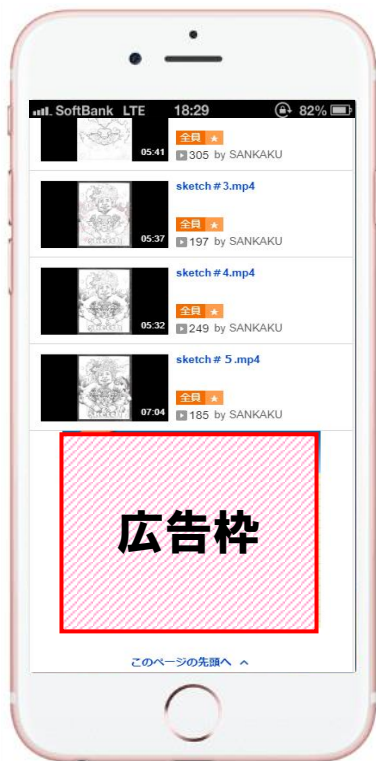 SoftBank LTE 18:29 82%
05:41
全員 ★
305 by SANKAKU
sketch#3.mp4
05:37
全員 ★
197 by SANKAKU
sketch#4.mp4
05:32
全員 ★
249 by SANKAKU
sketch# 5.mp4
07:04
全員 ★
185 by SANKAKU
広告枠
このページの先頭へ